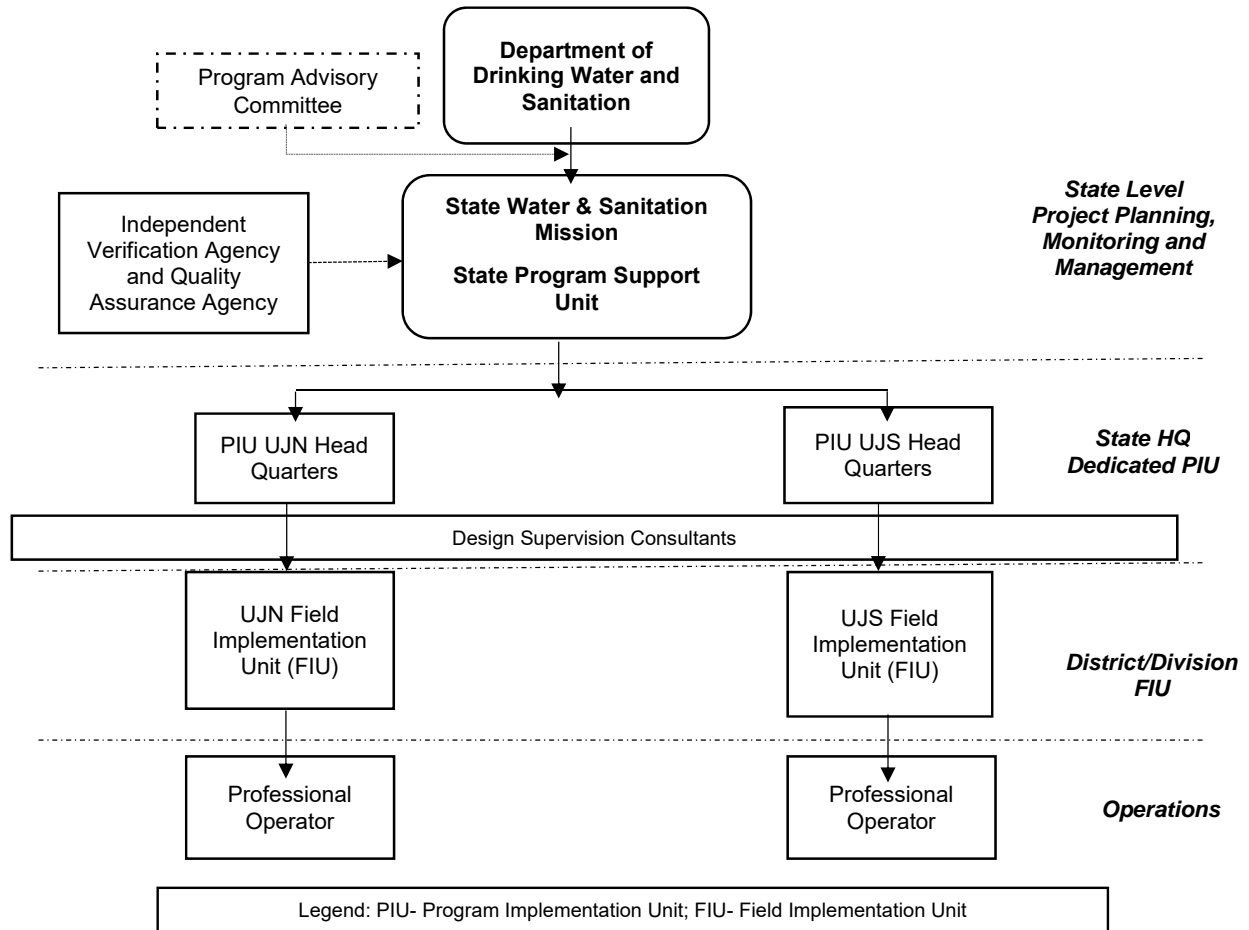 Department of
Drinking Water and
Sanitation
Program Advisory
Committee
State Water & Sanitation
Mission
State Program Support
Unit
Independent
Verification Agency
and Quality
Assurance Agency
State Level
Project Planning,
Monitoring and
Management
PIU UJN Head
Quarters
PIU UJS Head
Quarters
State HQ
Dedicated PIU
Design Supervision Consultants
UJN Field
Implementation
Unit (FIU)
UJS Field
Implementation
Unit (FIU)
District/Division
FIU
Professional
Operator
Professional
Operator
Operations
Legend: PIU- Program Implementation Unit; FIU- Field Implementation Unit